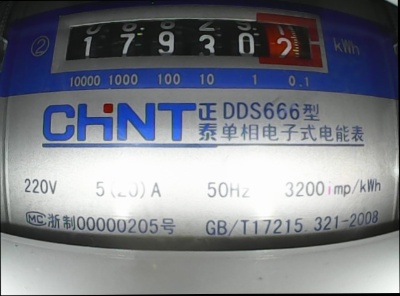 ② 179302 kWh
10000 1000 100 10 1 0.1
CHNT 正泰 DDS666型
单相电子式电能表
220V 5(20)A 50Hz 3200imp/kWh
MC 浙制00000205号 GB/T17215 321-2008